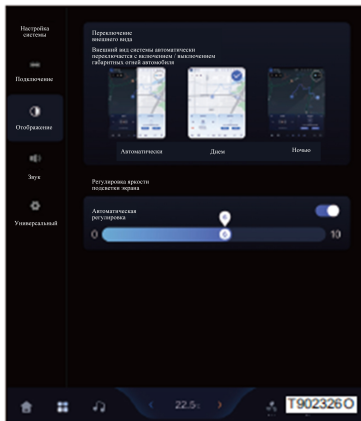 Настройка
системы
Подключение
Отображение
Звук
Универсальный
Переключение
внешнего вида
Внешний вид системы автоматически
переключается с включением / выключением
габаритных огней автомобиля
Автоматически
Днем
Ночью
Регулировка яркости
подсветки экрана
Автоматическая
регулировка
6
0
6
10
22.5
T902326O